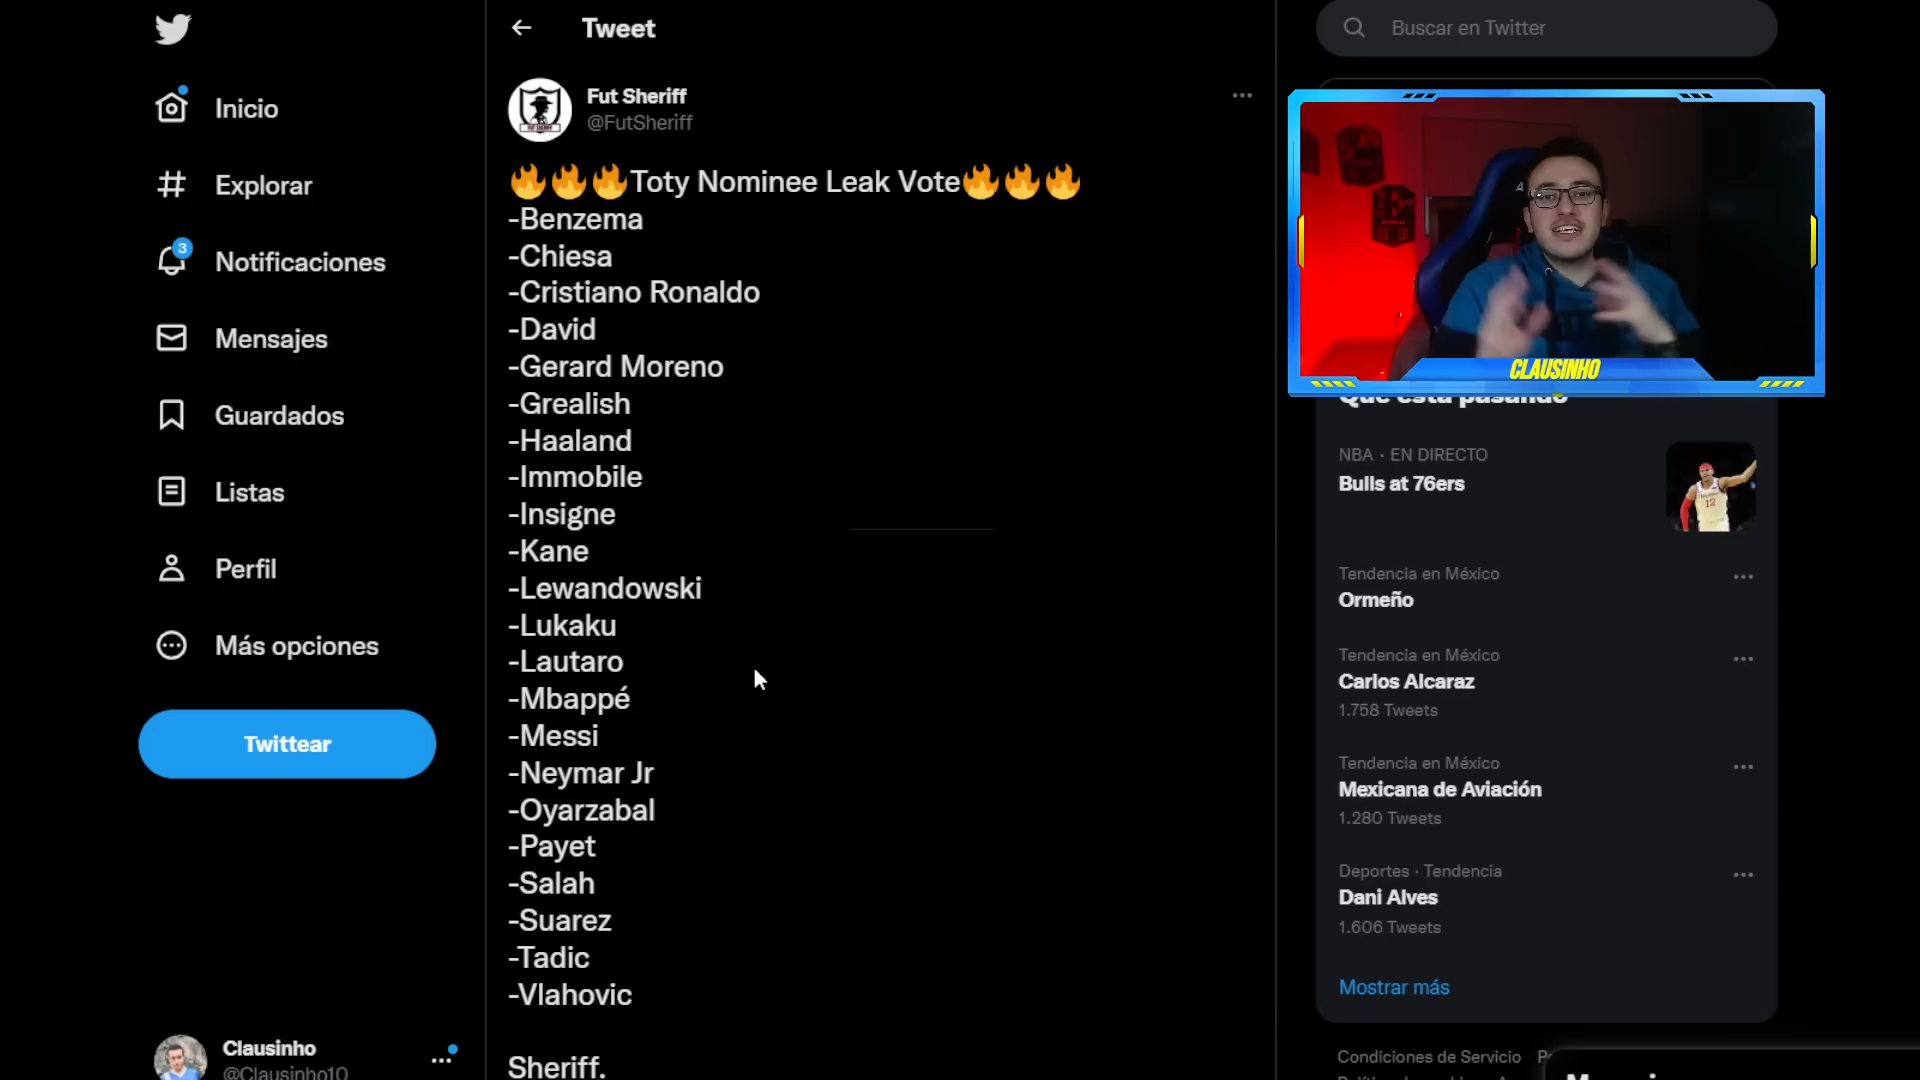 Inicio
Explorar
3
Notificaciones
Mensajes
Guardados
Listas
Perfil
Más opciones
Twittear
Clausinho
@Clausinho10
Tweet
Fut Sheriff
@FutSheriff
🔥🔥🔥Toty Nominee Leak Vote🔥🔥🔥
-Benzema
-Chiesa
-Cristiano Ronaldo
-David
-Gerard Moreno
-Grealish
-Haaland
-Immobile
-Insigne
-Kane
-Lewandowski
-Lukaku
-Lautaro
-Mbappé
-Messi
-Neymar Jr
-Oyarzabal
-Payet
-Salah
-Suarez
-Tadic
-Vlahovic
Sheriff.
Buscar en Twitter
CLAUSINHO
Qué está pasando
NBA · EN DIRECTO
Bulls at 76ers
Tendencia en México
Ormeño
Tendencia en México
Carlos Alcaraz
1.758 Tweets
Tendencia en México
Mexicana de Aviación
1.280 Tweets
Deportes · Tendencia
Dani Alves
1.606 Tweets
Mostrar más
Condiciones de Servicio